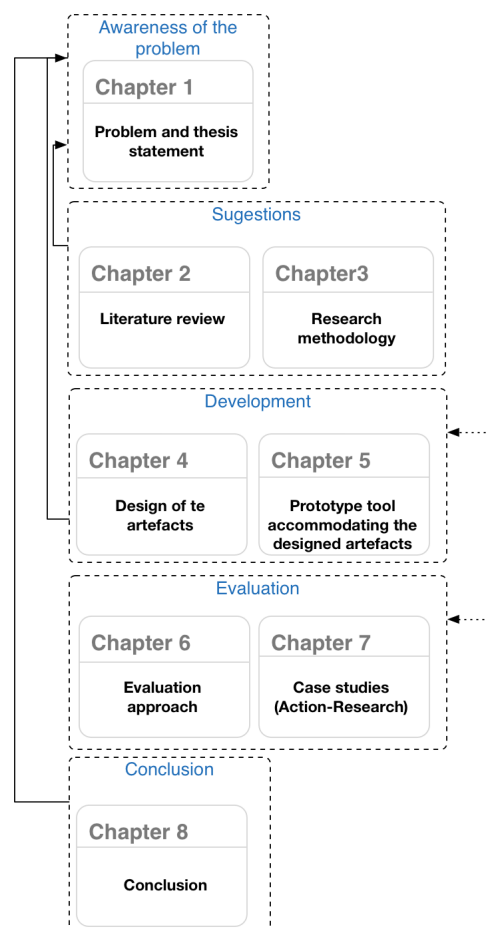 Awareness of the
problem
Chapter 1
Problem and thesis
statement
Sugestions
Chapter 2
Literature review
Chapter3
Research
methodology
Development
Chapter 4
Design of te
artefacts
Chapter 5
Prototype tool
accommodating the
designed artefacts
Evaluation
Chapter 6
Evaluation
approach
Chapter 7
Case studies
(Action-Research)
Conclusion
Chapter 8
Conclusion